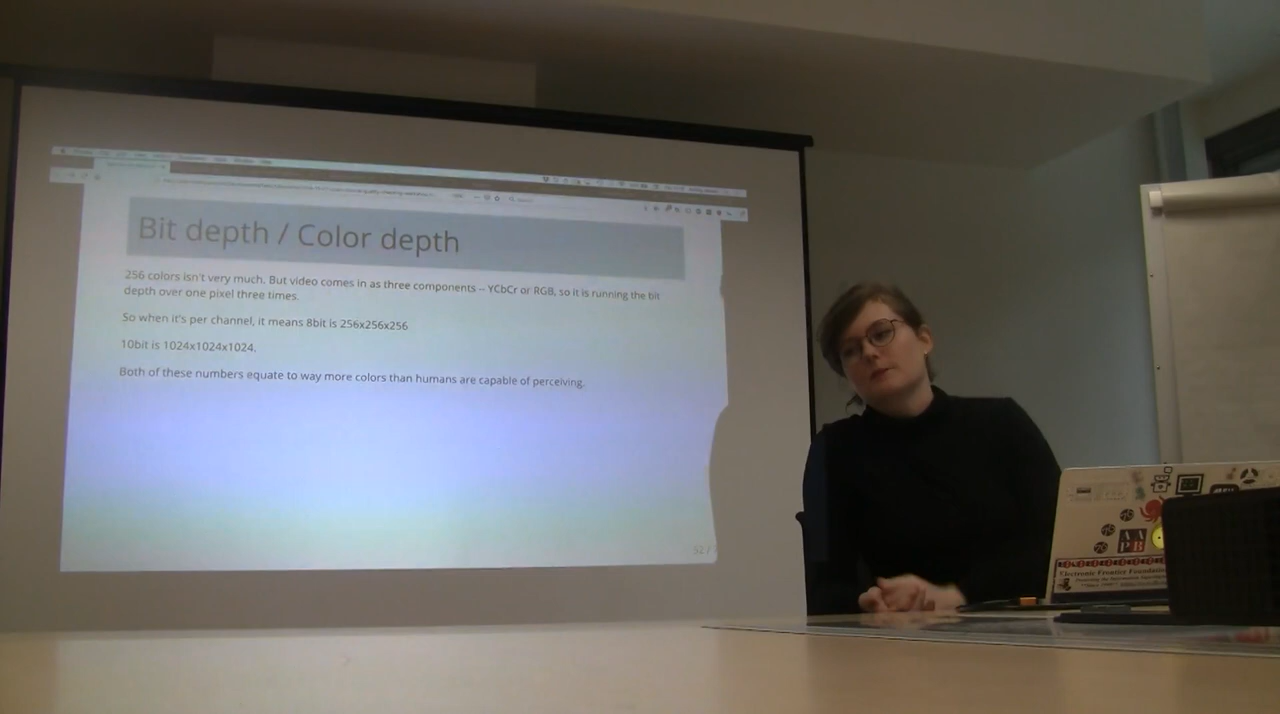 Bit depth / Color depth
256 colors isn't very much. But video comes in as three components -- YCbCr or RGB, so it is running the bit
depth over one pixel three times.
So when it's per channel, it means 8bit is 256x256x256
10bit is 1024x1024x1024.
Both of these numbers equate to way more colors than humans are capable of perceiving.
52 /
AA
PB
Electronic Frontier Foundation